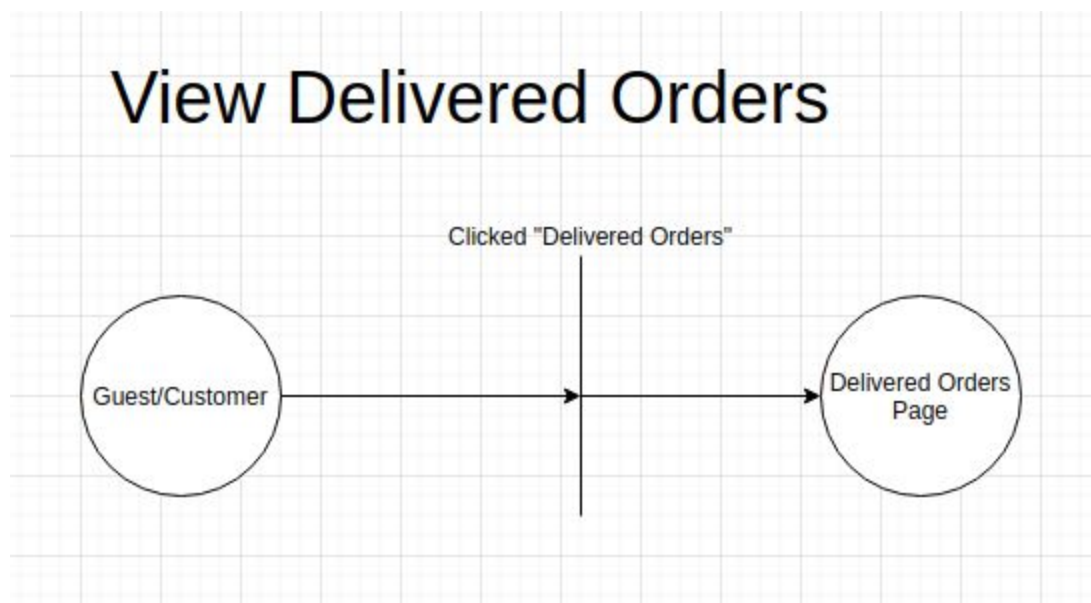 View Delivered Orders
Clicked "Delivered Orders"
Guest/Customer
Delivered Orders
Page